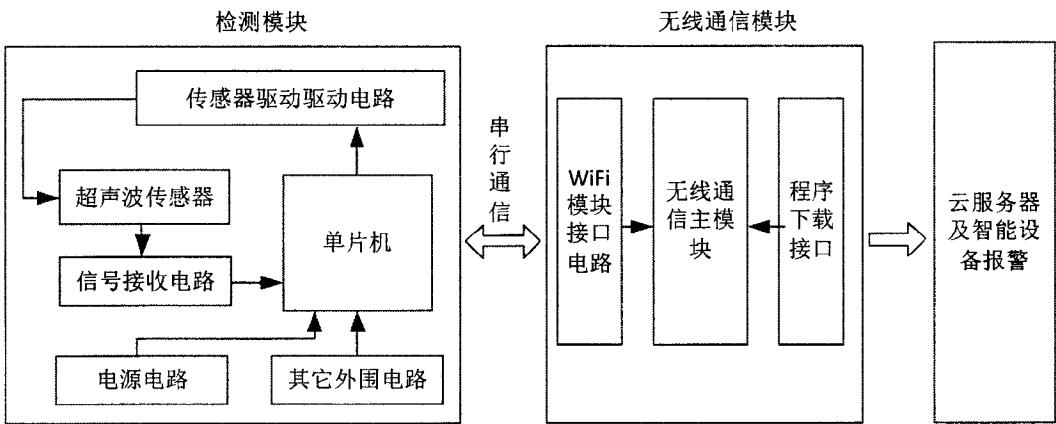 检测模块
传感器驱动驱动电路
超声波传感器
单片机
信号接收电路
电源电路
其它外围电路
串
行
通
信
无线通信模块
WiFi
模块
接口
电路
无线通
信主模
块
程序
下载
接口
云服务器
及智能设
备报警